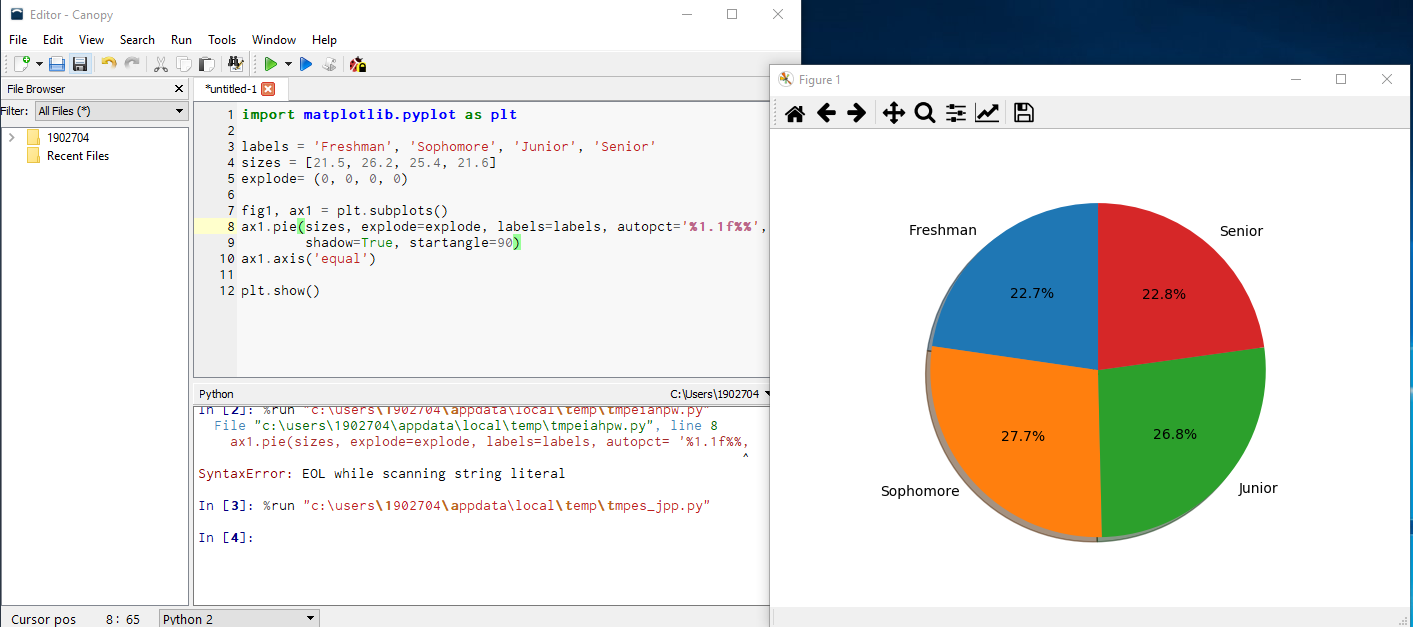 Editor - Canopy
File Edit View Search Run Tools Window Help
File Browser
Filter: All Files (*)
1902704
Recent Files
*untitled-1
1 import matplotlib.pyplot as plt
2
3 labels = 'Freshman', 'Sophomore', 'Junior', 'Senior'
4 sizes = [21.5, 26.2, 25.4, 21.6]
5 explode= (0, 0, 0, 0)
6
7 fig1, ax1 = plt.subplots()
8 ax1.pie(sizes, explode=explode, labels=labels, autopct='%1.1f%%',
9 shadow=True, startangle=90)
10 ax1.axis('equal')
11
12 plt.show()
Python C:\Users\1902704
In [2]: %run "c:\users\1902704\appdata\local\temp\tmpeiahpw.py"
File "c:\users\1902704\appdata\local\temp\tmpeiahpw.py", line 8
ax1.pie(sizes, explode=explode, labels=labels, autopct= '%1.1f%%,
^
SyntaxError: EOL while scanning string literal
In [3]: %run "c:\users\1902704\appdata\local\temp\tmpes_jpp.py"
In [4]:
Cursor pos 8: 65 Python 2
Figure 1
Freshman
Senior
22.7%
22.8%
27.7%
26.8%
Sophomore
Junior